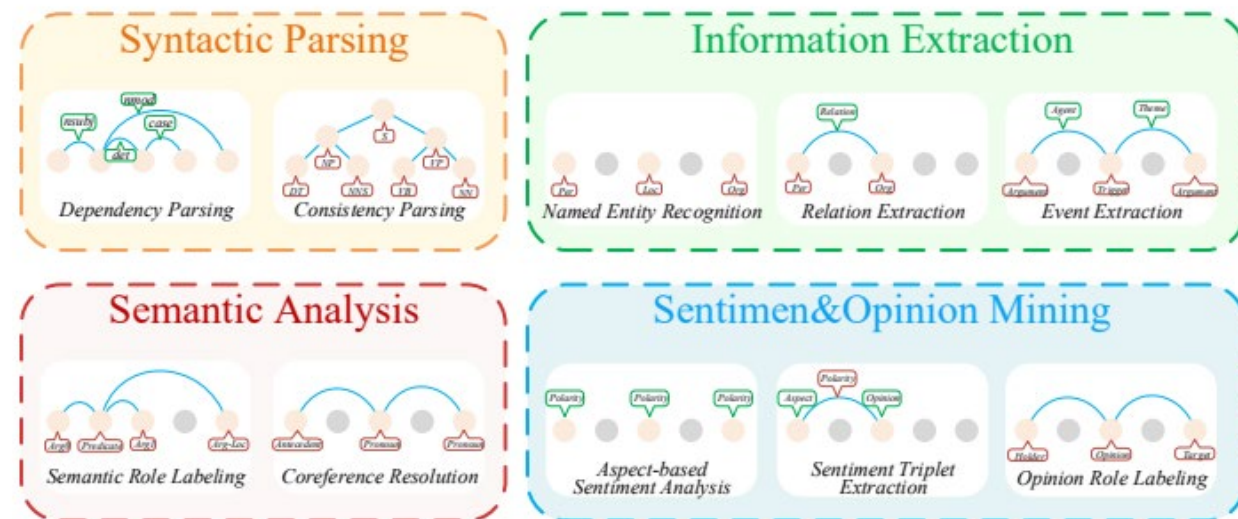 Syntactic Parsing
nmod
nsubj
case
det
S
NP
VP
DT
NNS
VB
NN
Dependency Parsing
Consistency Parsing
Information Extraction
Relation
Agent
Theme
Per
Loc
Org
Per
Org
Argument
Trigger
Argument
Named Entity Recognition
Relation Extraction
Event Extraction
Semantic Analysis
Arg0
Predicate
Arg1
Arg-Loc
Antecedent
Pronoun
Pronoun
Semantic Role Labeling
Coreference Resolution
Sentimen&Opinion Mining
Polarity
Polarity
Polarity
Polarity
Aspect
Opinion
Holder
Opinion
Target
Aspect-based
Sentiment Analysis
Sentiment Triplet
Extraction
Opinion Role Labeling